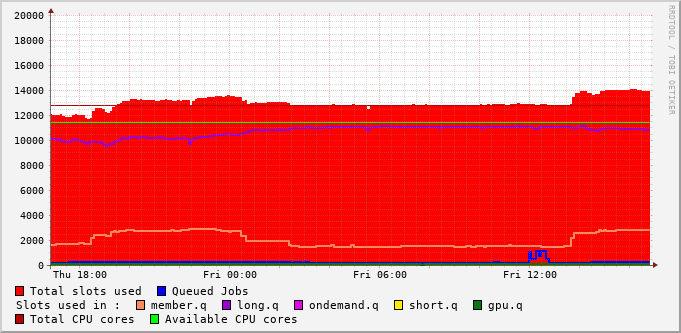 20000
18000
16000
14000
12000
10000
8000
6000
4000
2000
0
Thu 18:00 Fri 00:00 Fri 06:00 Fri 12:00
RRDTOOL / TOBI OETIKER
Total slots used Queued Jobs
Slots used in : member.q long.q ondemand.q short.q gpu.q
Total CPU cores Available CPU cores